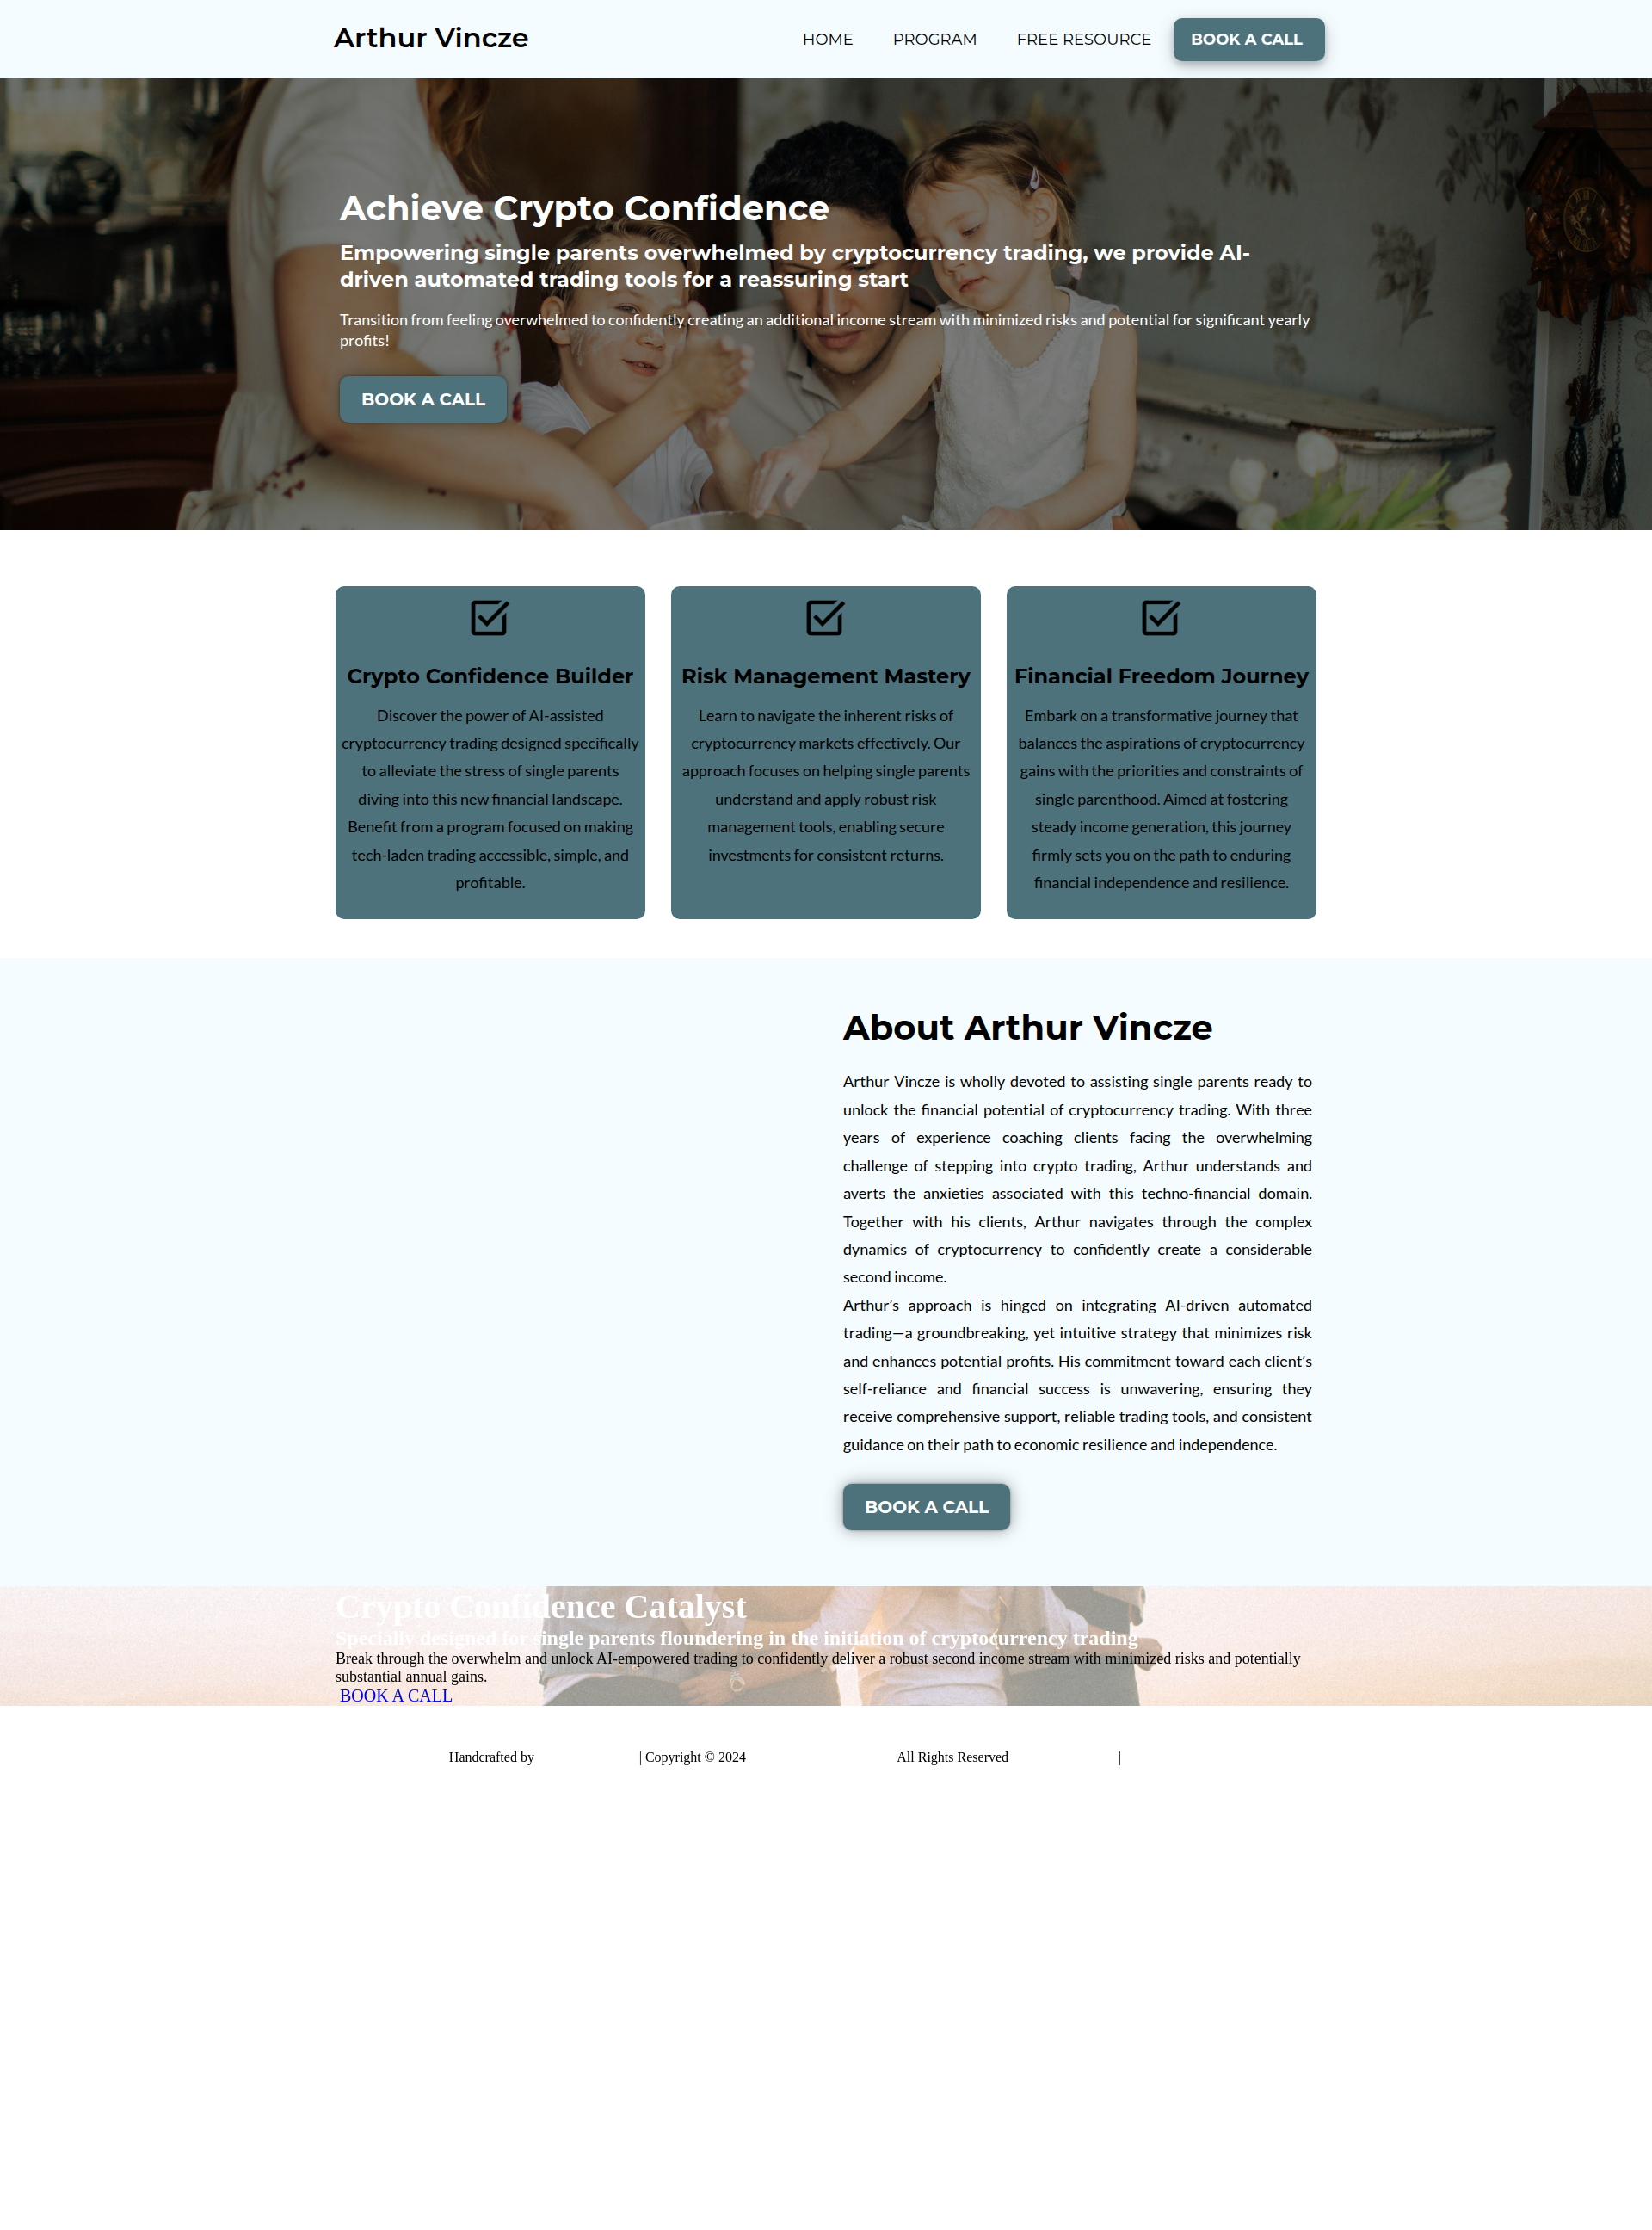 Arthur Vincze
HOME PROGRAM FREE RESOURCE BOOK A CALL
Achieve Crypto Confidence
Empowering single parents overwhelmed by cryptocurrency trading, we provide AI-
driven automated trading tools for a reassuring start
Transition from feeling overwhelmed to confidently creating an additional income stream with minimized risks and potential for significant yearly
profits!
BOOK A CALL
Crypto Confidence Builder
Discover the power of AI-assisted
cryptocurrency trading designed specifically
to alleviate the stress of single parents
diving into this new financial landscape.
Benefit from a program focused on making
tech-laden trading accessible, simple, and
profitable.
Risk Management Mastery
Learn to navigate the inherent risks of
cryptocurrency markets effectively. Our
approach focuses on helping single parents
understand and apply robust risk
management tools, enabling secure
investments for consistent returns.
Financial Freedom Journey
Embark on a transformative journey that
balances the aspirations of cryptocurrency
gains with the priorities and constraints of
single parenthood. Aimed at fostering
steady income generation, this journey
firmly sets you on the path to enduring
financial independence and resilience.
About Arthur Vincze
Arthur Vincze is wholly devoted to assisting single parents ready to
unlock the financial potential of cryptocurrency trading. With three
years of experience coaching clients facing the overwhelming
challenge of stepping into crypto trading, Arthur understands and
averts the anxieties associated with this techno-financial domain.
Together with his clients, Arthur navigates through the complex
dynamics of cryptocurrency to confidently create a considerable
second income.
Arthur’s approach is hinged on integrating AI-driven automated
trading—a groundbreaking, yet intuitive strategy that minimizes risk
and enhances potential profits. His commitment toward each client’s
self-reliance and financial success is unwavering, ensuring they
receive comprehensive support, reliable trading tools, and consistent
guidance on their path to economic resilience and independence.
BOOK A CALL
Crypto Confidence Catalyst
Specially designed for single parents floundering in the initiation of cryptocurrency trading
Break through the overwhelm and unlock AI-empowered trading to confidently deliver a robust second income stream with minimized risks and potentially
substantial annual gains.
BOOK A CALL
Handcrafted by | Copyright © 2024 All Rights Reserved |